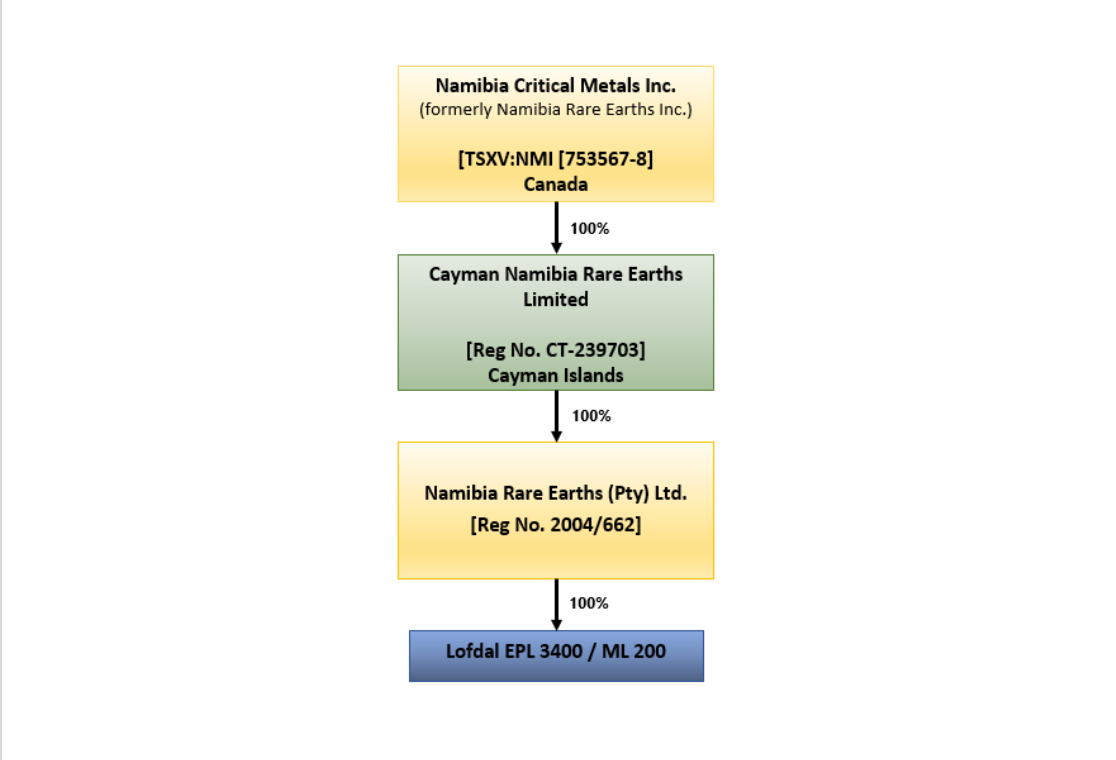 Namibia Critical Metals Inc.
(formerly Namibia Rare Earths Inc.)
[TSXV:NMI [753567-8]
Canada
100%
Cayman Namibia Rare Earths
Limited
[Reg No. CT-239703]
Cayman Islands
100%
Namibia Rare Earths (Pty) Ltd.
[Reg No. 2004/662]
100%
Lofdal EPL 3400 / ML 200